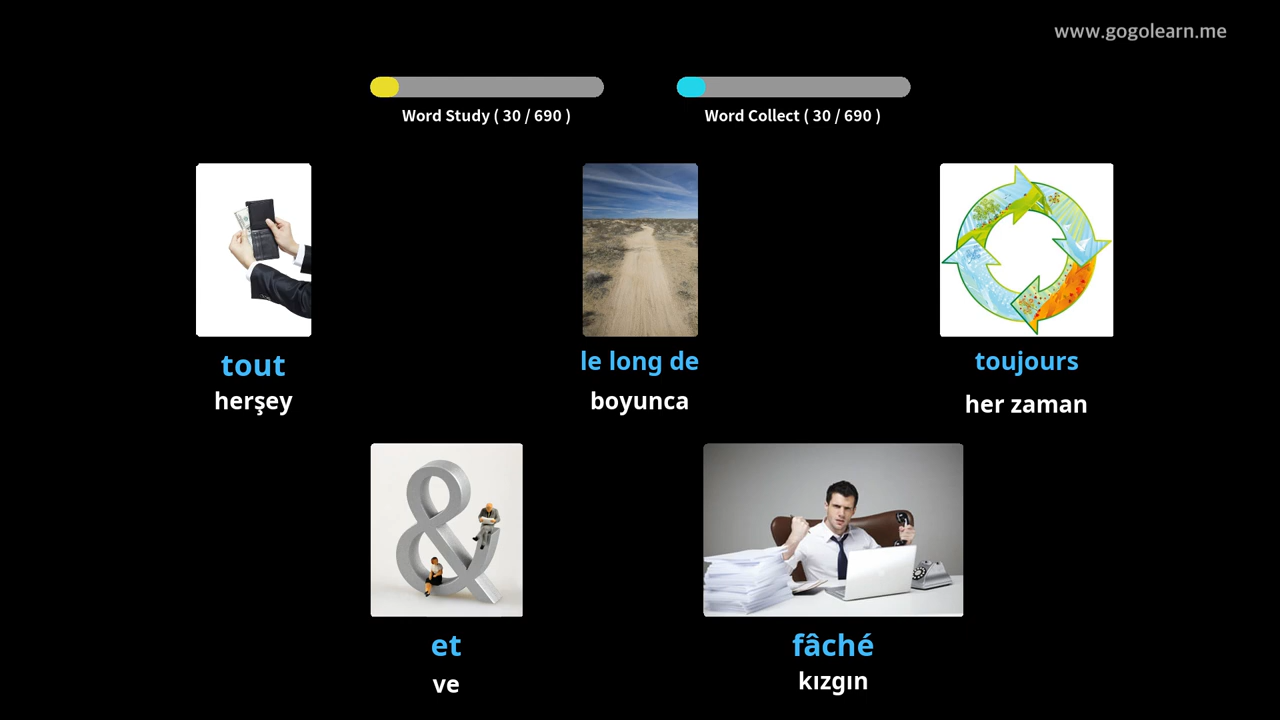 www.gogolearn.me
Word Study ( 30 / 690 )
Word Collect ( 30 / 690 )
tout
herşey
le long de
boyunca
toujours
her zaman
et
ve
fâché
kızgın